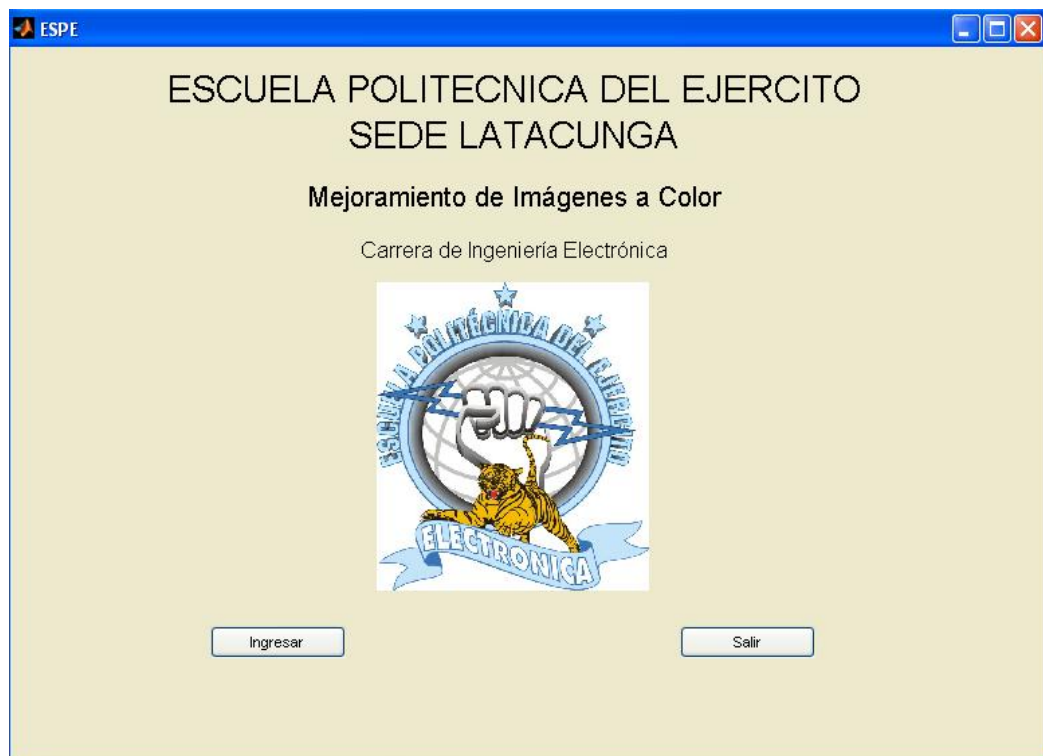 ESPE
ESCUELA POLITECNICA DEL EJERCITO
SEDE LATACUNGA
Mejoramiento de Imágenes a Color
Carrera de Ingeniería Electrónica
ESCUELA POLITÉCNICA DEL EJERCITO
ELECTRONICA
Ingresar
Salir